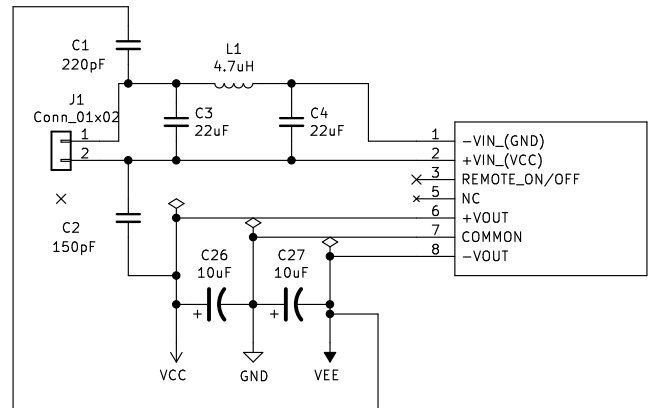 C1
220pF
L1
4.7uH
J1
Conn_01x02
1
2
C3
22uF
C4
22uF
1 -VIN_(GND)
2 +VIN_(VCC)
3 REMOTE_ON/OFF
5 NC
6 +VOUT
7 COMMON
8 -VOUT
C2
150pF
C26
10uF
+
C27
10uF
+
VCC
GND
VEE